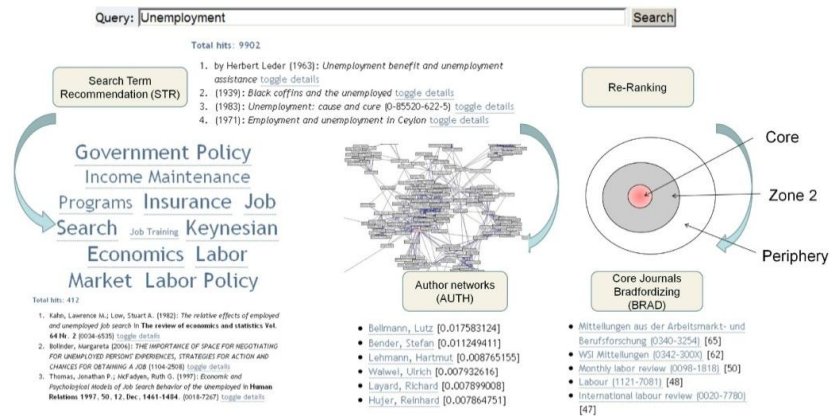 Query: Unemployment Search
Total hits: 9902
1. by Herbert Leder (1963): Unemployment benefit and unemployment
assistance toggle details
2. (1939): Black coffins and the unemployed toggle details
3. (1983): Unemployment: cause and cure (0-85520-622-5) toggle details
4. (1971): Employment and unemployment in Ceylon toggle details
Search Term
Recommendation (STR)
Re-Ranking
Government Policy
Income Maintenance
Programs Insurance Job
Search Job Training Keynesian
Economics Labor
Market Labor Policy
Core
Zone 2
Periphery
Total hits: 412
1. Kahn, Lawrence M.; Low, Stuart A. (1982): The relative effects of employed
and unemployed job search in The review of economics and statistics Vol.
64 Nr. 2 (0034-6535) toggle details
2. Bolinder, Margareta (2006): THE IMPORTANCE OF SPACE FOR NEGOTIATING
FOR UNEMPLOYED PERSONS' EXPERIENCES, STRATEGIES FOR ACTION AND
CHANCES FOR OBTAINING A JOB (1104-2508) toggle details
3. Thomas, Jonathan P.; McFadyen, Ruth G. (1997): Economic and
Psychological Models of Job Search Behavior of the Unemployed in Human
Relations 1997, 50, 12, Dec, 1461-1484. (0018-7267) toggle details
Author networks
(AUTH)
• Bellmann, Lutz [0.017583124]
• Bender, Stefan [0.011249411]
• Lehmann, Hartmut [0.008765155]
• Walwei, Ulrich [0.007932616]
• Layard, Richard [0.007899008]
• Hujer, Reinhard [0.007864751]
Core Journals
Bradfordizing
(BRAD)
• Mitteilungen aus der Arbeitsmarkt- und
Berufsforschung (0340-3254) [65]
• WSI Mitteilungen (0342-300X) [62]
• Monthly labor review (0098-1818) [50]
• Labour (1121-7081) [48]
• International labour review (0020-7780)
[47]